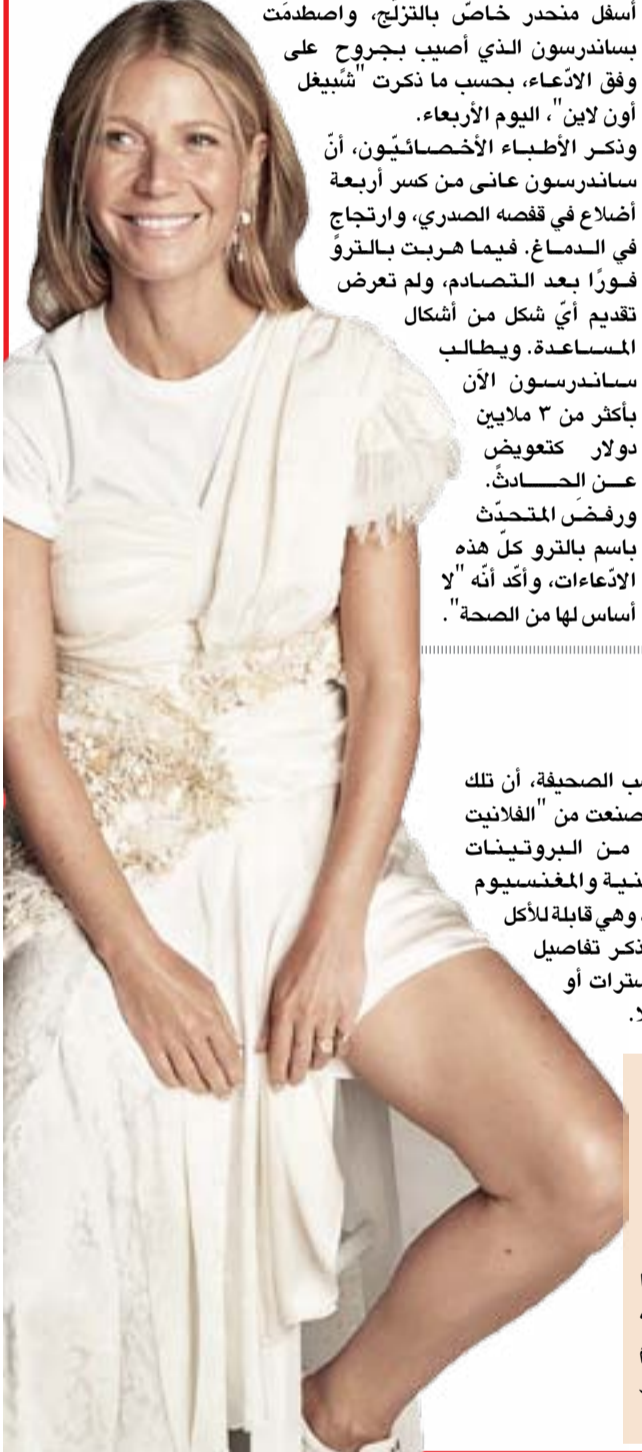 أسفل منحدر خاصّ بالتزلّج، واصطدمَت
بساندرسون الذي أصيب بجروح على
وفق الادّعاء، بحسب ما ذكرت "شبيغل
أون لاين"، اليوم الأربعاء.
وذكر الأطباء الأخصائيّون، أنّ
ساندرسون عانى من كسر أربعة
أضلاع في قفصه الصدري، وارتجاج
في الدماغ. فيما هربت بالترو
فورًا بعد التصادم، ولم تعرض
تقديم أيّ شكل من أشكال
المساعدة. ويطالب
ساندرسون الآن
بأكثر من ٣ ملايين
دولار كتعويض
عن الحادث.
ورفض المتحدّث
باسم بالترو كلّ هذه
الادّعاءات، وأكّد أنّه "لا
أساس لها من الصحة".
الصحيفة، أن تلك
صنعت من "الفلانيت
من البروتينات
والمغنسيوم
وهي قابلة للأكل
تفاصيل
أو